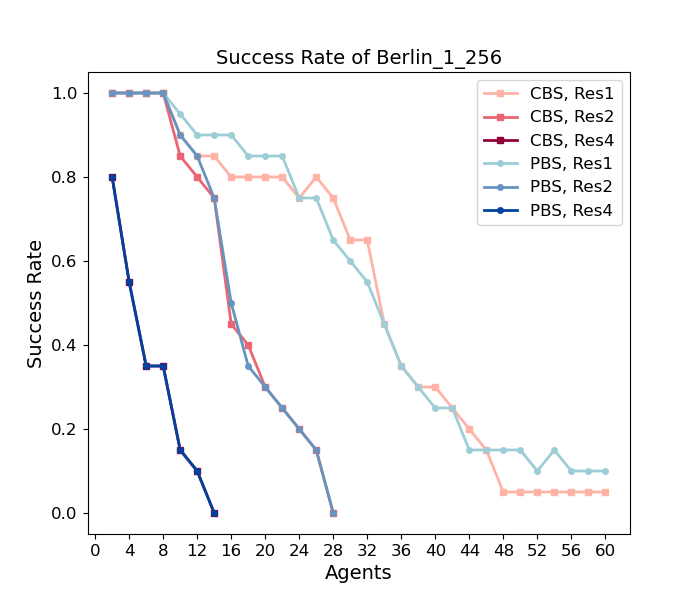 Success Rate of Berlin_1_256
1.0
0.8
0.6
0.4
0.2
0.0
Success Rate
CBS, Res1
CBS, Res2
CBS, Res4
PBS, Res1
PBS, Res2
PBS, Res4
0 4 8 12 16 20 24 28 32 36 40 44 48 52 56 60
Agents